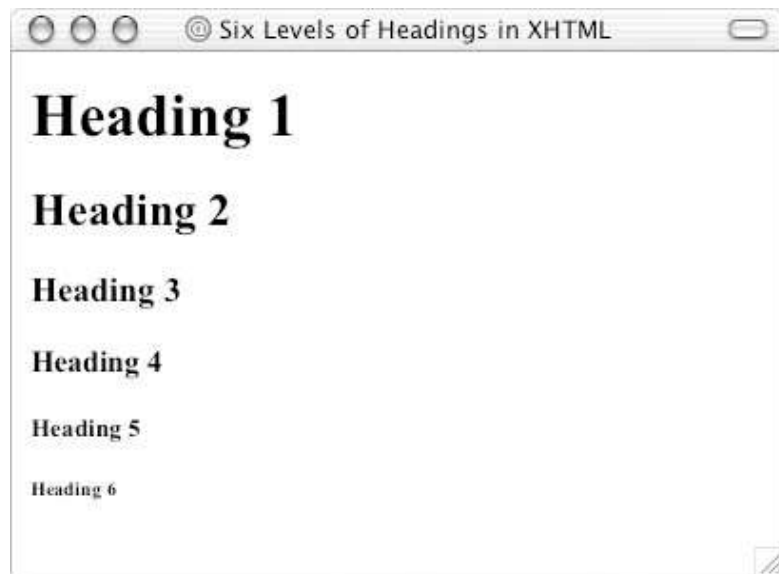 Six Levels of Headings in XHTML
Heading 1
Heading 2
Heading 3
Heading 4
Heading 5
Heading 6